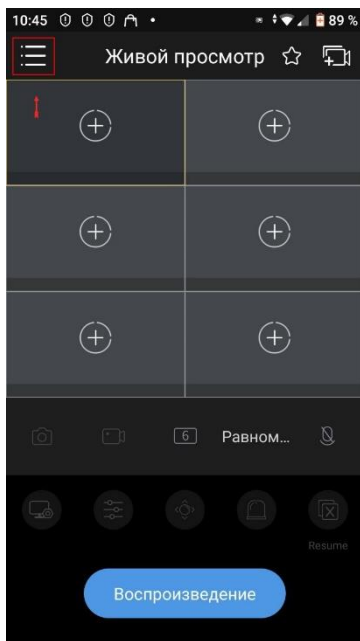 10:45 89 %
Живой просмотр
6 Равном...
Resume
Воспроизведение